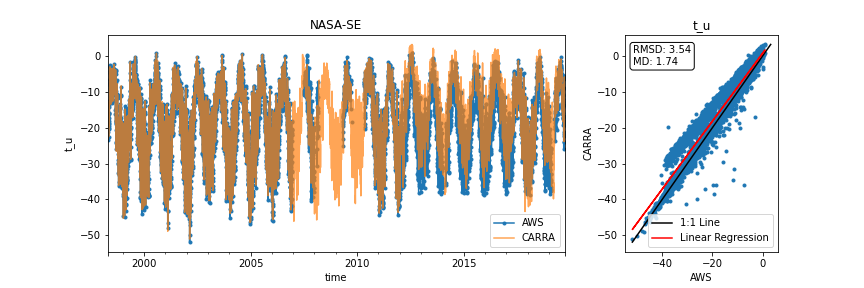 NASA-SE
t_u
0
−10
−20
−30
−40
−50
2000
2005
2010
2015
time
AWS
CARRA
t_u
RMSD: 3.54
MD: 1.74
CARRA
0
−10
−20
−30
−40
−50
−40
−20
0
AWS
1:1 Line
Linear Regression